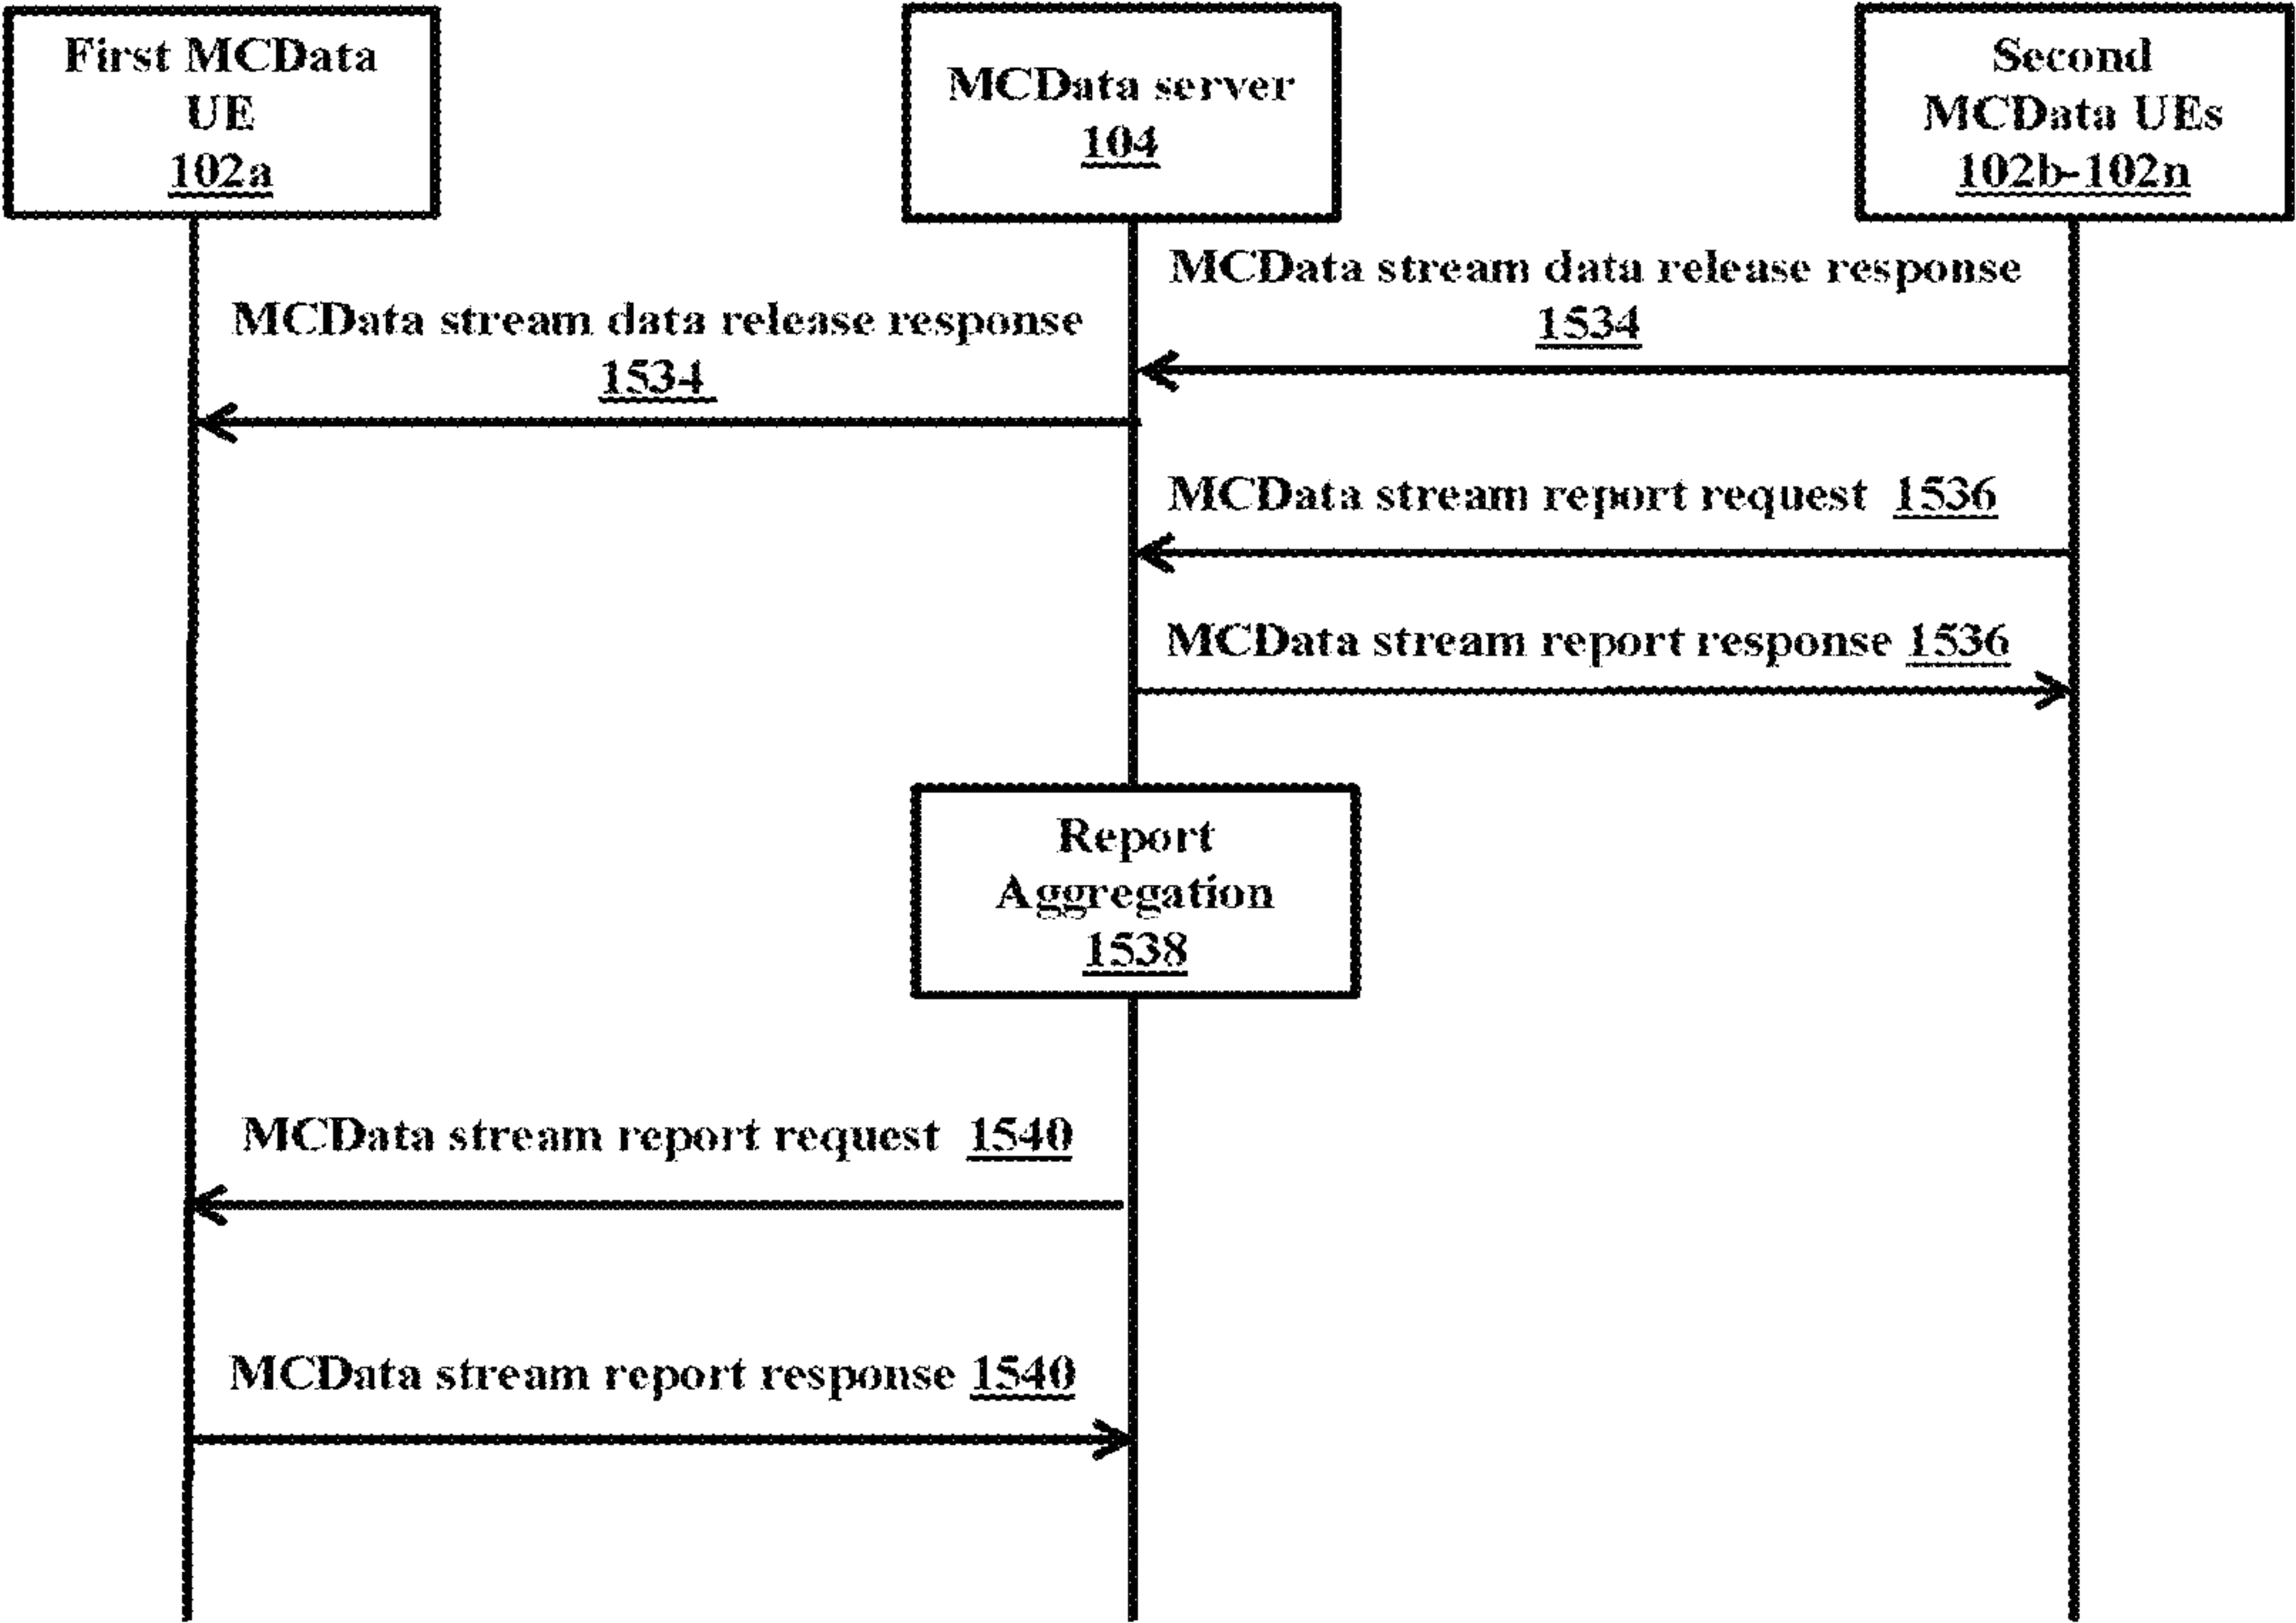 First MCData
UE
102a
MCData server
104
Second
MCData UEs
102b-102n
MCData stream data release response
1534
MCData stream data release response
1534
MCData stream report request 1536
MCData stream report response 1536
Report
Aggregation
1538
MCData stream report request 1540
MCData stream report response 1540